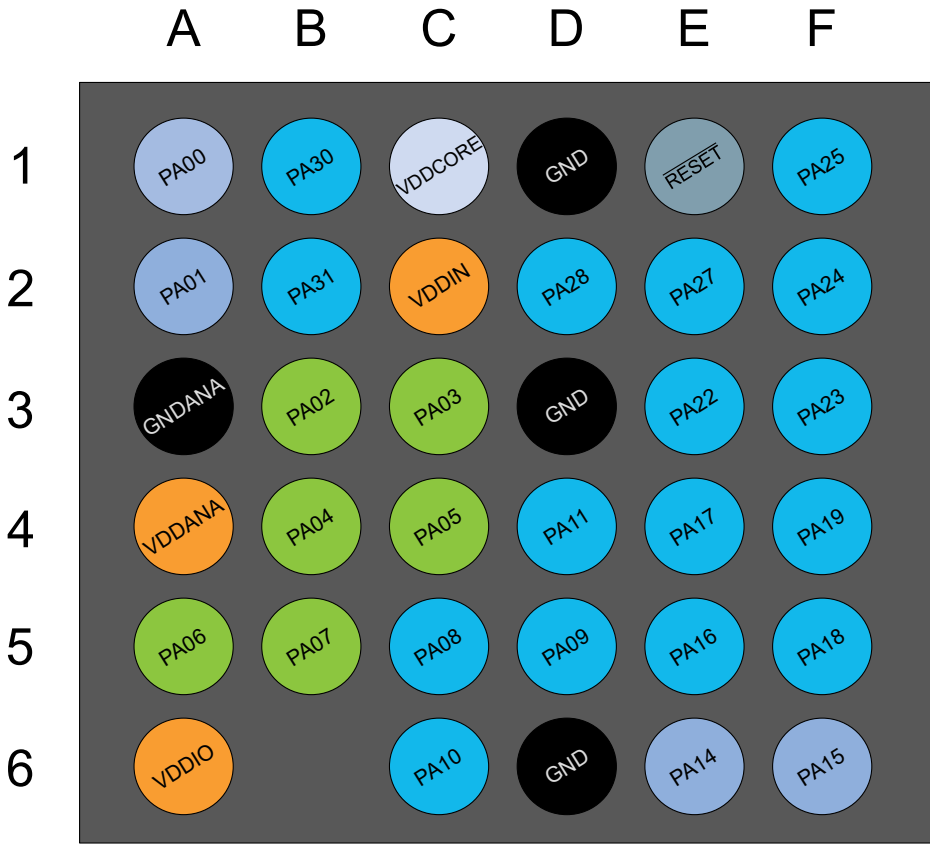 A B C D E F
1 PA00 PA30 VDDCORE GND RESET PA25
2 PA01 PA31 VDDIN PA28 PA27 PA24
3 GNDANA PA02 PA03 GND PA22 PA23
4 VDDANA PA04 PA05 PA11 PA17 PA19
5 PA06 PA07 PA08 PA09 PA16 PA18
6 VDDIO PA10 GND PA14 PA15